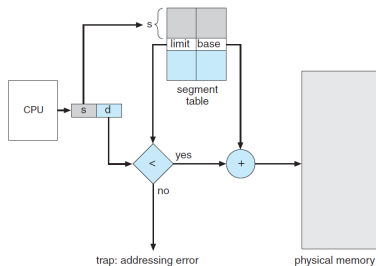 s
limit base
segment
table
CPU
s d
<
yes
+
no
trap: addressing error
physical memory